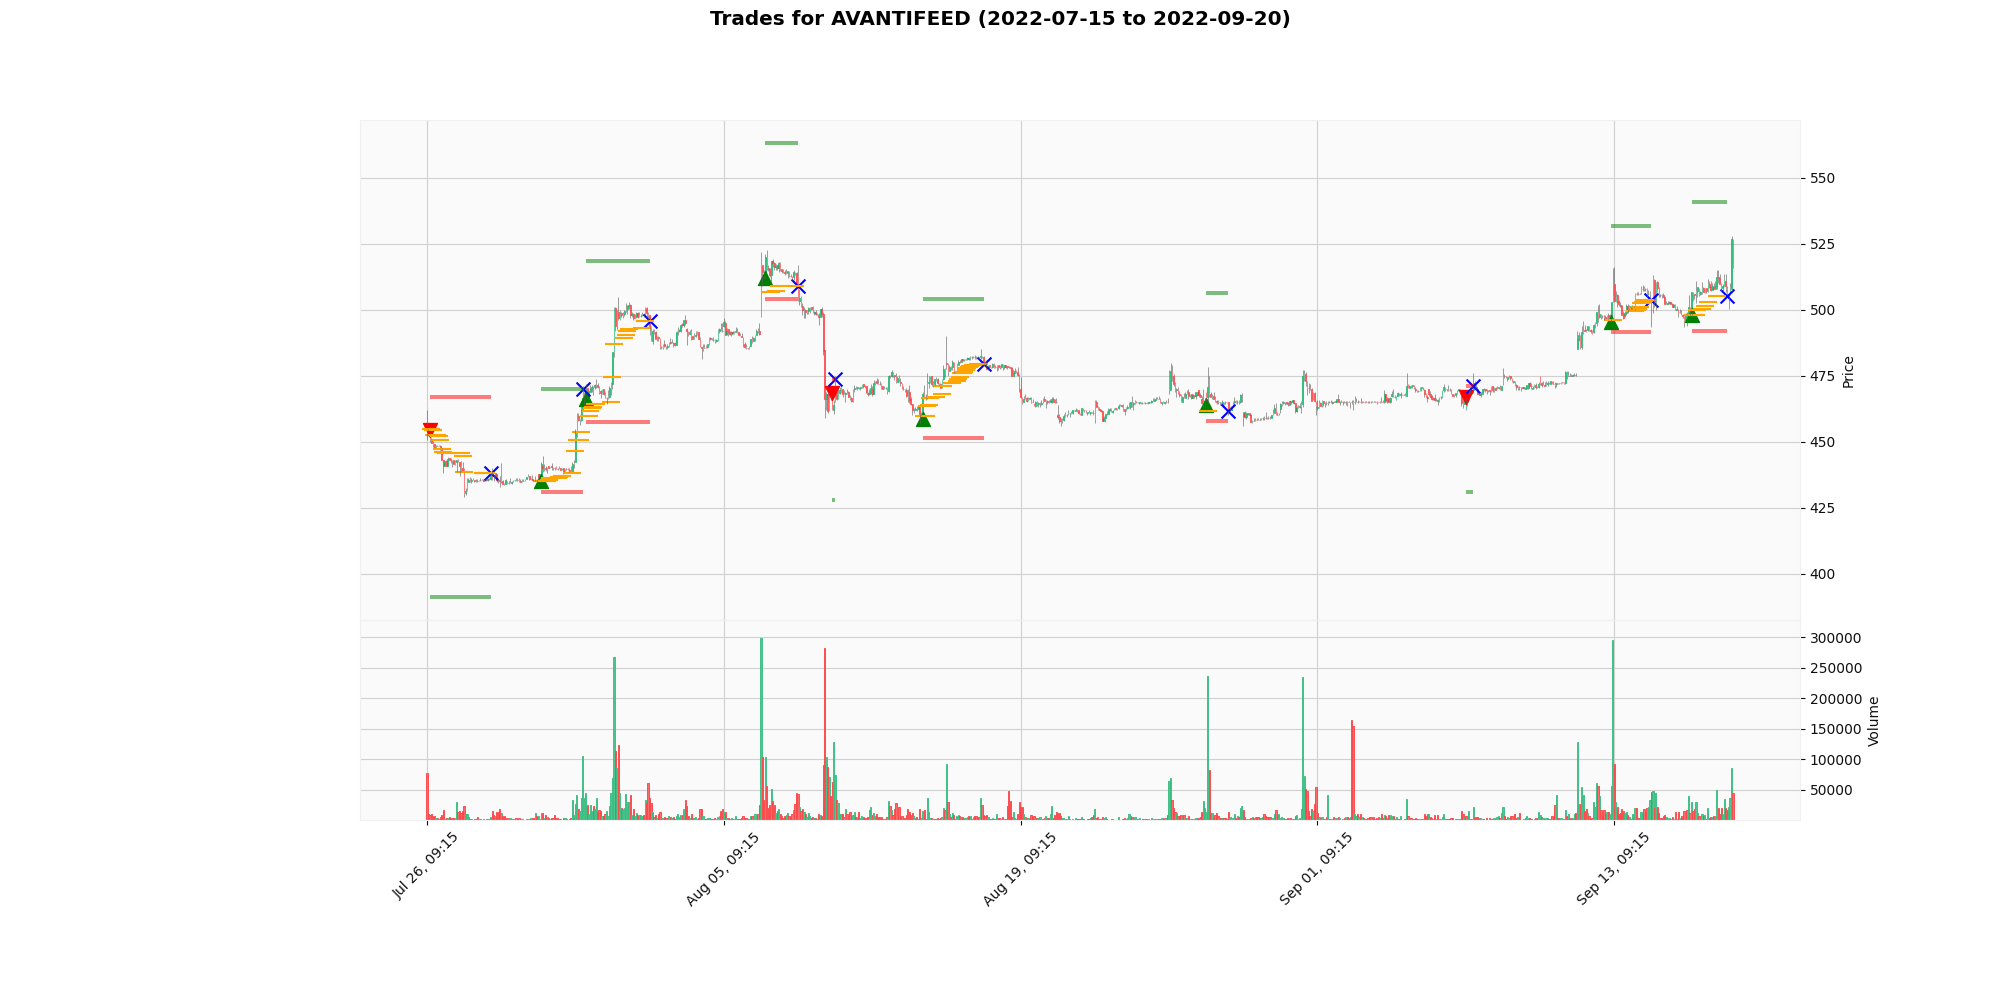 Trades for AVANTIFEED (2022-07-15 to 2022-09-20)
550
525
500
475
450
425
400
Price
300000
250000
200000
150000
100000
50000
Volume
Jul 26, 09:15
Aug 05, 09:15
Aug 19, 09:15
Sep 01, 09:15
Sep 13, 09:15